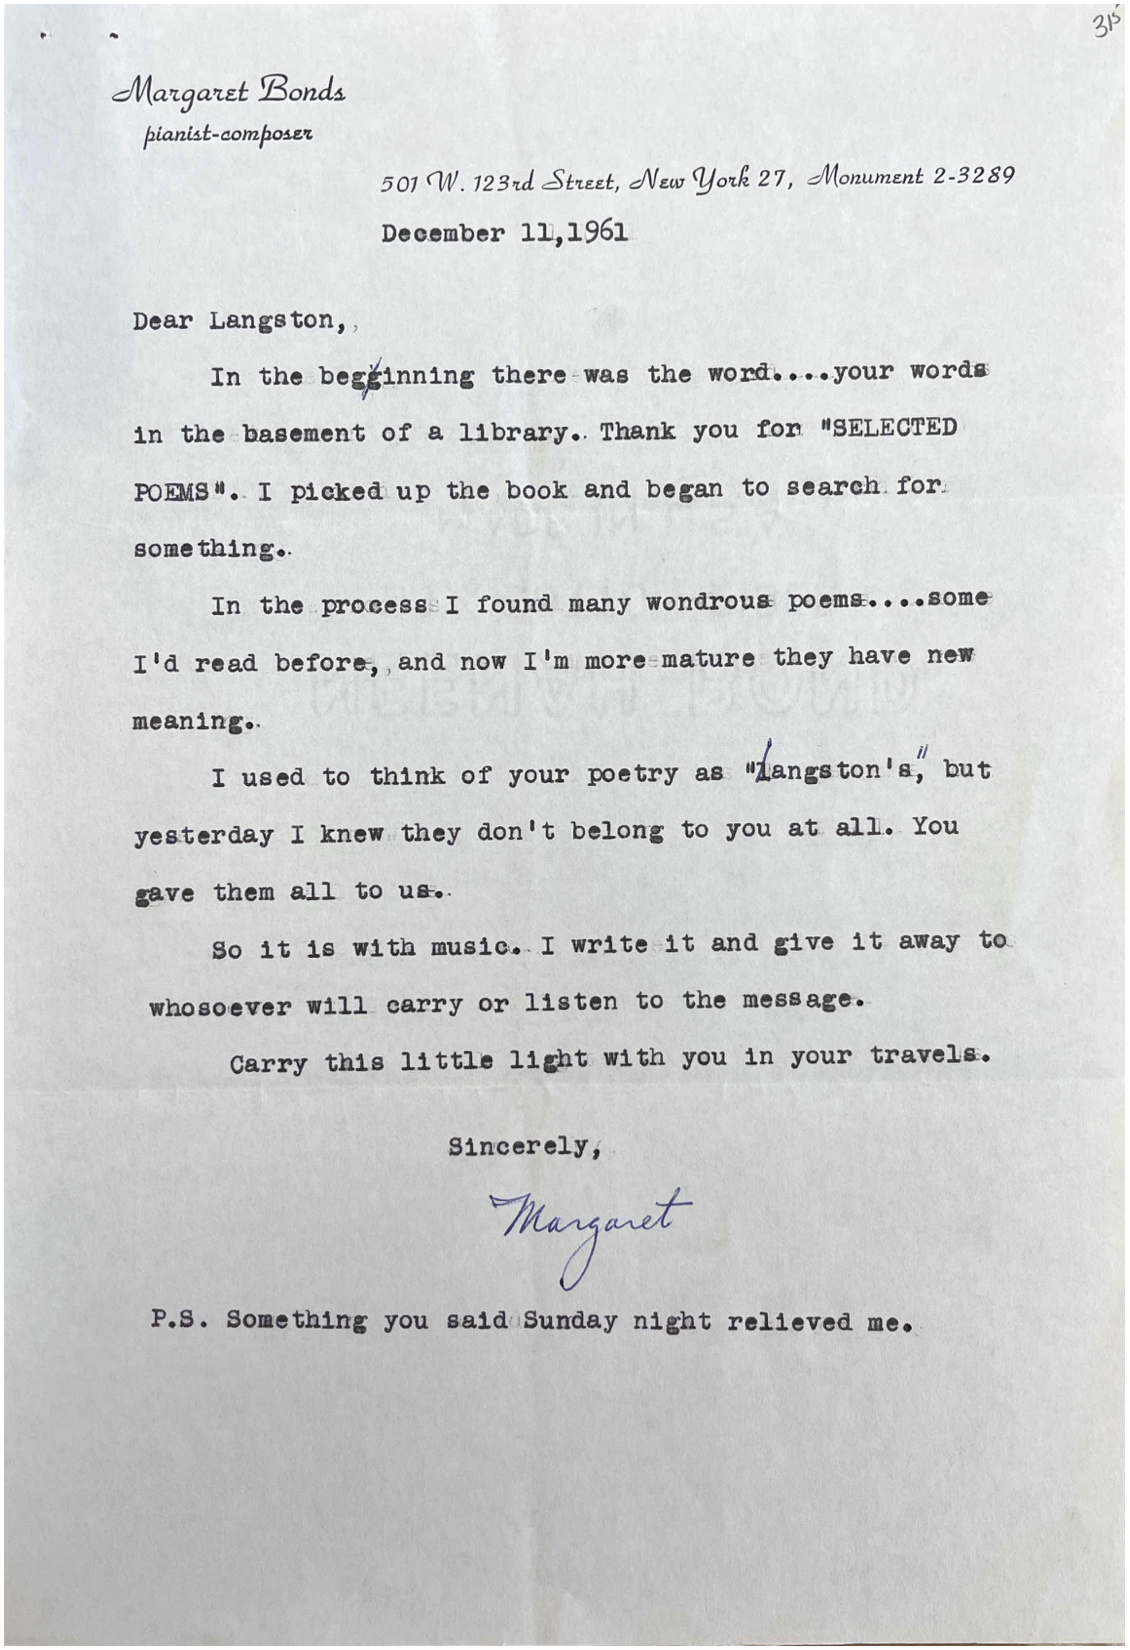 315
Margaret Bonds
pianist-composer
501 W. 123rd Street, New York 27, Monument 2-3289
December 11,1961
Dear Langston,,
In the begginning there was the word....your words
in the basement of a library. Thank you for "SELECTED
POEMS". I picked up the book and began to search for
something.
In the process I found many wondrous poems....some
I'd read before, and now I'm more mature they have new
meaning.
I used to think of your poetry as "Langston's," but
yesterday I knew they don't belong to you at all. You
gave them all to us.
So it is with music. I write it and give it away to
whosoever will carry or listen to the message.
Carry this little light with you in your travels.
Sincerely,
Margaret
P.S. Something you said Sunday night relieved me.